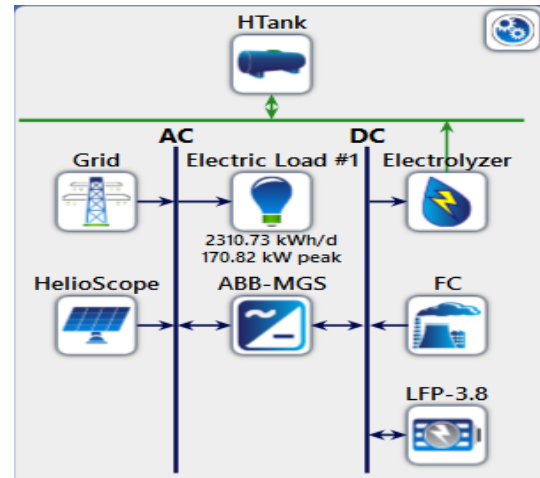 HTank
AC
DC
Grid
Electric Load #1
Electrolyzer
2310.73 kWh/d
170.82 kW peak
HelioScope
ABB-MGS
FC
LFP-3.8